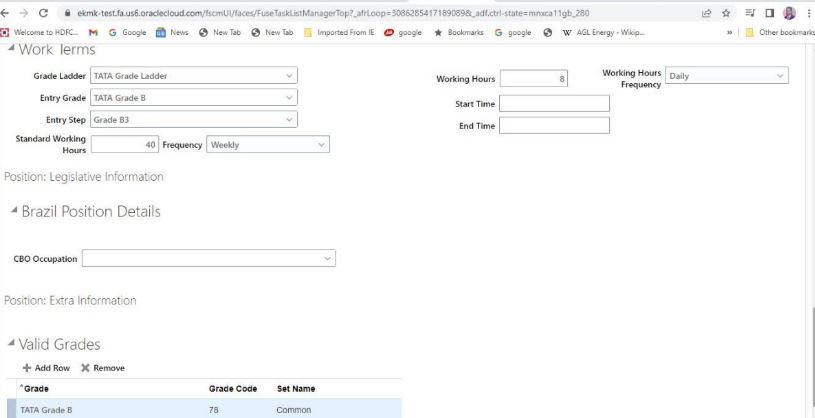 ekmk-test.fa.us6.oraclecloud.com/fscmUI/faces/FuseTaskListManagerTop?_afrLoop=30862854171890898&_adf.ctrl-state=mnxca11gb_280
Welcome to HDFC... Google News New Tab New Tab Imported From IE google Bookmarks google AGL Energy - Wikip... » Other bookmarks
Work Terms
Grade Ladder TATA Grade Ladder
Working Hours 8 Working Hours Frequency Daily
Entry Grade TATA Grade B
Start Time
Entry Step Grade B3
End Time
Standard Working Hours 40 Frequency Weekly
Position: Legislative Information
Brazil Position Details
CBO Occupation
Position: Extra Information
Valid Grades
Add Row Remove
*Grade Grade Code Set Name
TATA Grade B 78 Common